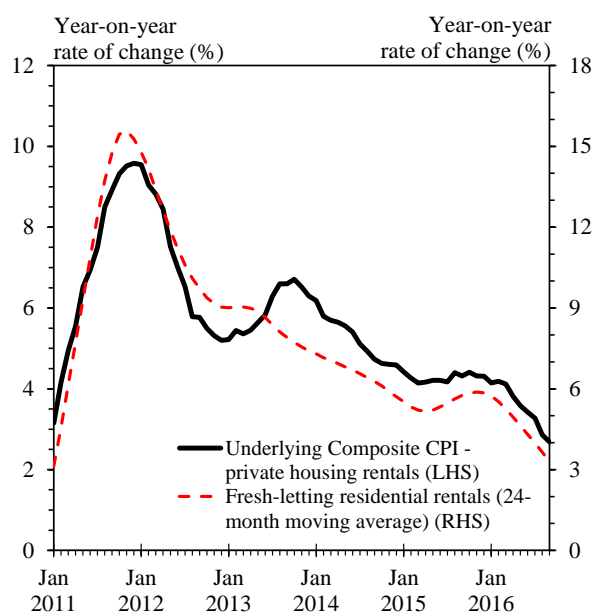 Year-on-year
rate of change (%)
Year-on-year
rate of change (%)
12
10
8
6
4
2
0
18
15
12
9
6
3
0
Underlying Composite CPI -
private housing rentals (LHS)
Fresh-letting residential rentals (24-
month moving average) (RHS)
Jan
2011
Jan
2012
Jan
2013
Jan
2014
Jan
2015
Jan
2016